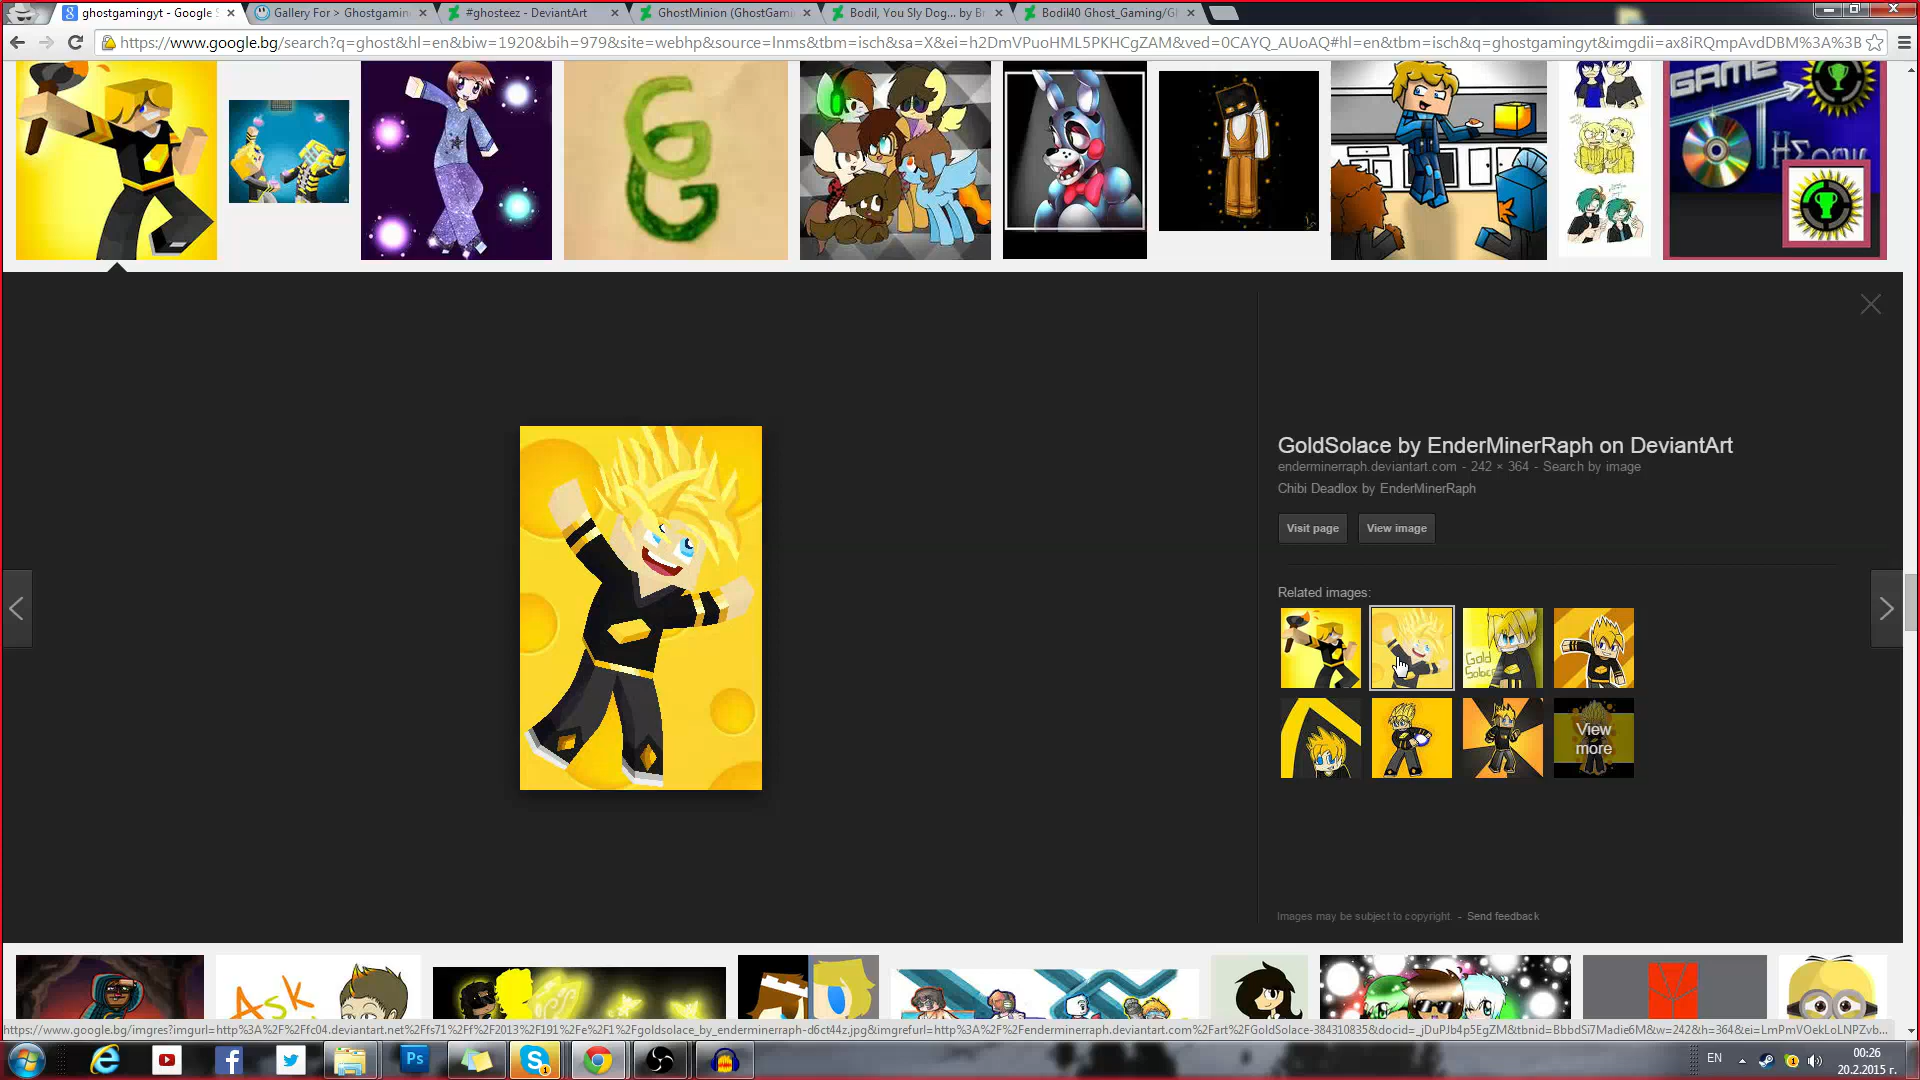 ghostgamingyt - Google S
Gallery For > Ghostgamin
#ghosteez - DeviantArt
GhostMinion (GhostGami
Bodil, You Sly Dog... by B
Bodil40 Ghost_Gaming/G
https://www.google.bg/search?q=ghost&hl=en&biw=1920&bih=979&site=webhp&source=lnms&tbm=isch&sa=X&ei=h2DmVPuoHML5PKHCgZAM&ved=0CAYQ_AUoAQ#hl=en&tbm=isch&q=ghostgamingyt&imgdii=ax8iRQmpAvdDBM%3A%3B
GAME
THEORY
GoldSolace by EnderMinerRaph on DeviantArt
enderminerraph.deviantart.com - 242 × 364 - Search by image
Chibi Deadlox by EnderMinerRaph
Visit page
View image
Related images:
Gold
View
more
Images may be subject to copyright. - Send feedback
Ask
https://www.google.bg/imgres?imgurl=http%3A%2F%2Ffc04.deviantart.net%2Ffs71%2Ff%2F2013%2F191%2Fe%2F1%2Fgoldsolace_by_enderminerraph-d6ct44z.jpg&imgrefurl=http%3A%2F%2Fenderminerraph.deviantart.com%2Fart%2FGoldSolace-384310835&docid=_jDuPJb4p5EgZM&tbnid=BbbdSi7Madie6M&w=242&h=364&ei=LmPmVOekLoLNPZvb...
Ps
EN
00:26
20.2.2015 г.